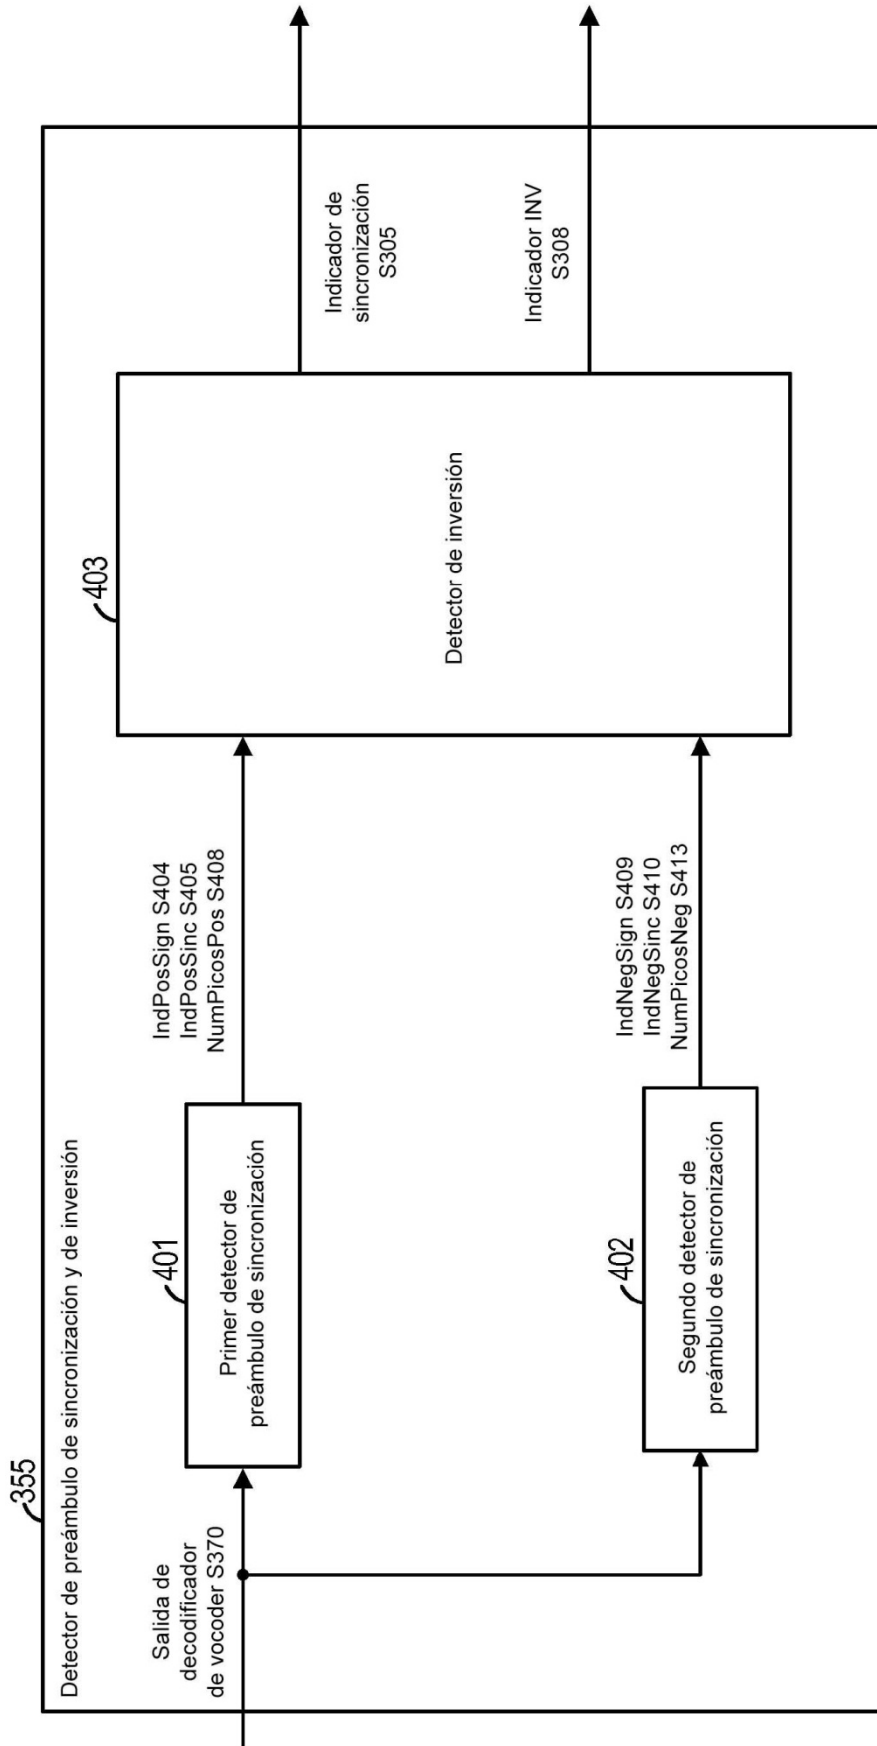 355
Detector de preámbulo de sincronización y de inversión
Salida de
decodificador
de vocoder S370
401
Primer detector de
preámbulo de sincronización
IndPosSign S404
IndPosSinc S405
NumPicosPos S408
402
Segundo detector de
preámbulo de sincronización
IndNegSign S409
IndNegSinc S410
NumPicosNeg S413
403
Detector de inversión
Indicador de
sincronización
S305
Indicador INV
S308